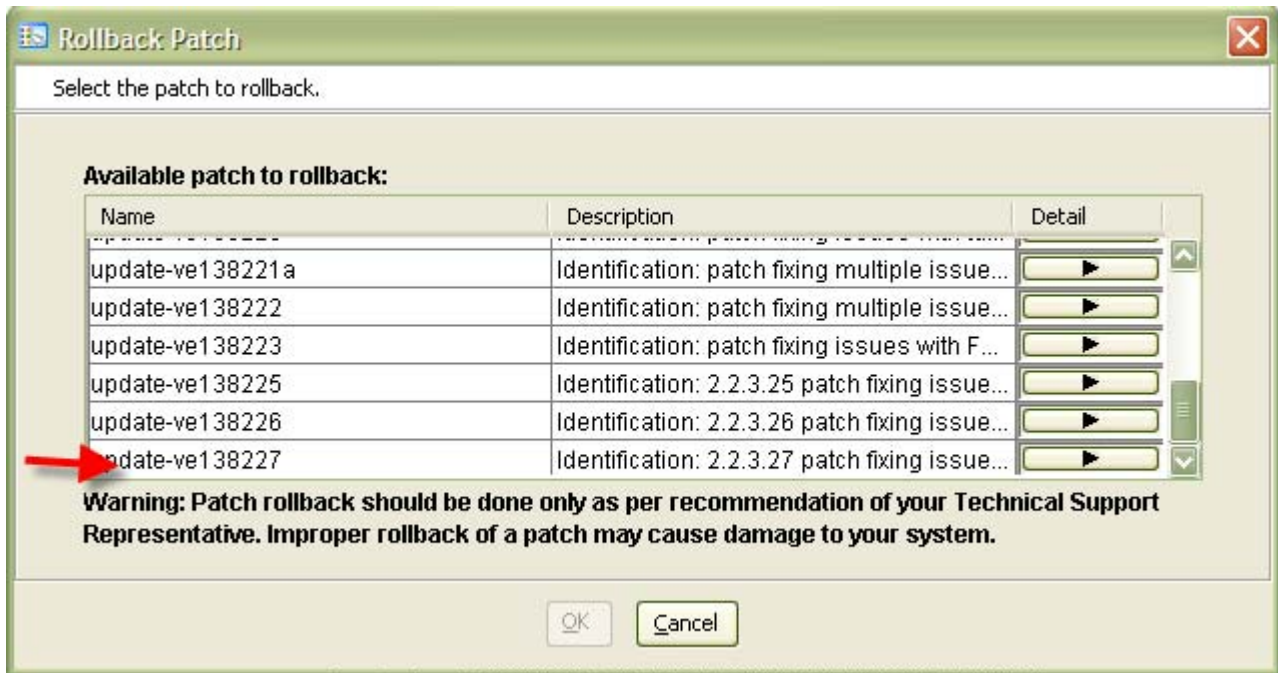 Rollback Patch
Select the patch to rollback.
Available patch to rollback:
Name Description Detail
update-ve138221a Identification: patch fixing multiple issue...
update-ve138222 Identification: patch fixing multiple issue...
update-ve138223 Identification: patch fixing issues with F...
update-ve138225 Identification: 2.2.3.25 patch fixing issue...
update-ve138226 Identification: 2.2.3.26 patch fixing issue...
update-ve138227 Identification: 2.2.3.27 patch fixing issue...
Warning: Patch rollback should be done only as per recommendation of your Technical Support
Representative. Improper rollback of a patch may cause damage to your system.
OK Cancel